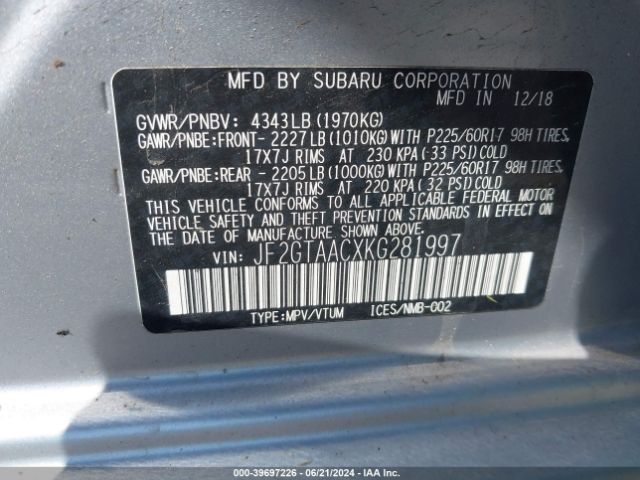 MFD BY SUBARU CORPORATION
MFD IN 12/18
GVWR/PNBV: 4343LB (1970KG)
GAWR/PNBE:FRONT- 2227LB (1010KG) WITH P225/60R17 98H TIRES,
17X7J RIMS AT 230 KPA (-33 PSI) COLD
GAWR/PNBE:REAR - 2205LB (1000KG) WITH P225/60R17 98H TIRES,
17X7J RIMS AT 220 KPA ( 32 PSI) COLD
THIS VEHICLE CONFORMS TO ALL APPLICABLE FEDERAL MOTOR
VEHICLE SAFETY AND THEFT PREVENTION STANDARDS IN EFFECT ON
THE DATE OF MANUFACTURE SHOWN ABOVE.
VIN: JF2GTAACXKG281997
TYPE:MPV/VTUM ICES/NMB-002
000-39697226 - 06/21/2024 - IAA Inc.